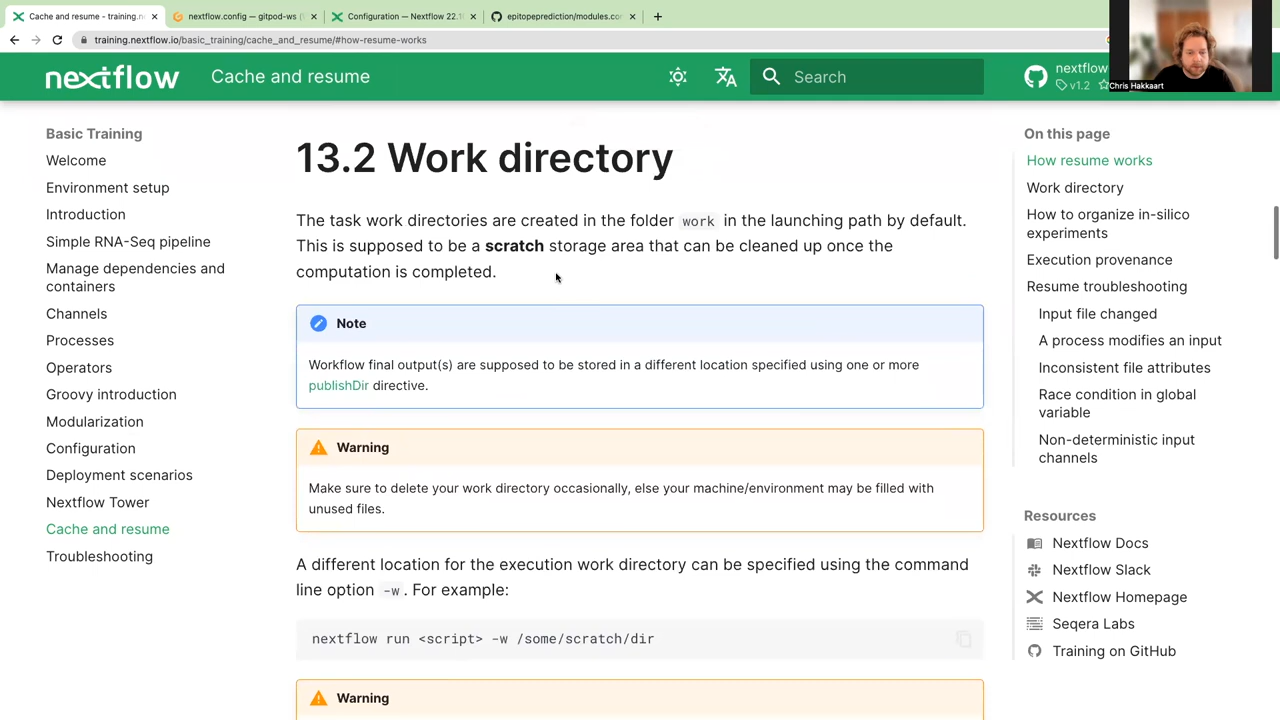 Cache and resume - training.ne
nextflow.config — gitpod-ws (
Configuration — Nextflow 22.1
epitopeprediction/modules.co
training.nextflow.io/basic_training/cache_and_resume/#how-resume-works
nextflow
Cache and resume
Search
nextflow
v1.2
Chris Hakkaart
Basic Training
Welcome
Environment setup
Introduction
Simple RNA-Seq pipeline
Manage dependencies and
containers
Channels
Processes
Operators
Groovy introduction
Modularization
Configuration
Deployment scenarios
Nextflow Tower
Cache and resume
Troubleshooting
13.2 Work directory
The task work directories are created in the folder work in the launching path by default.
This is supposed to be a scratch storage area that can be cleaned up once the
computation is completed.
Note
Workflow final output(s) are supposed to be stored in a different location specified using one or more
publishDir directive.
Warning
Make sure to delete your work directory occasionally, else your machine/environment may be filled with
unused files.
A different location for the execution work directory can be specified using the command
line option -w. For example:
nextflow run <script> -w /some/scratch/dir
Warning
On this page
How resume works
Work directory
How to organize in-silico
experiments
Execution provenance
Resume troubleshooting
Input file changed
A process modifies an input
Inconsistent file attributes
Race condition in global
variable
Non-deterministic input
channels
Resources
Nextflow Docs
Nextflow Slack
Nextflow Homepage
Seqera Labs
Training on GitHub